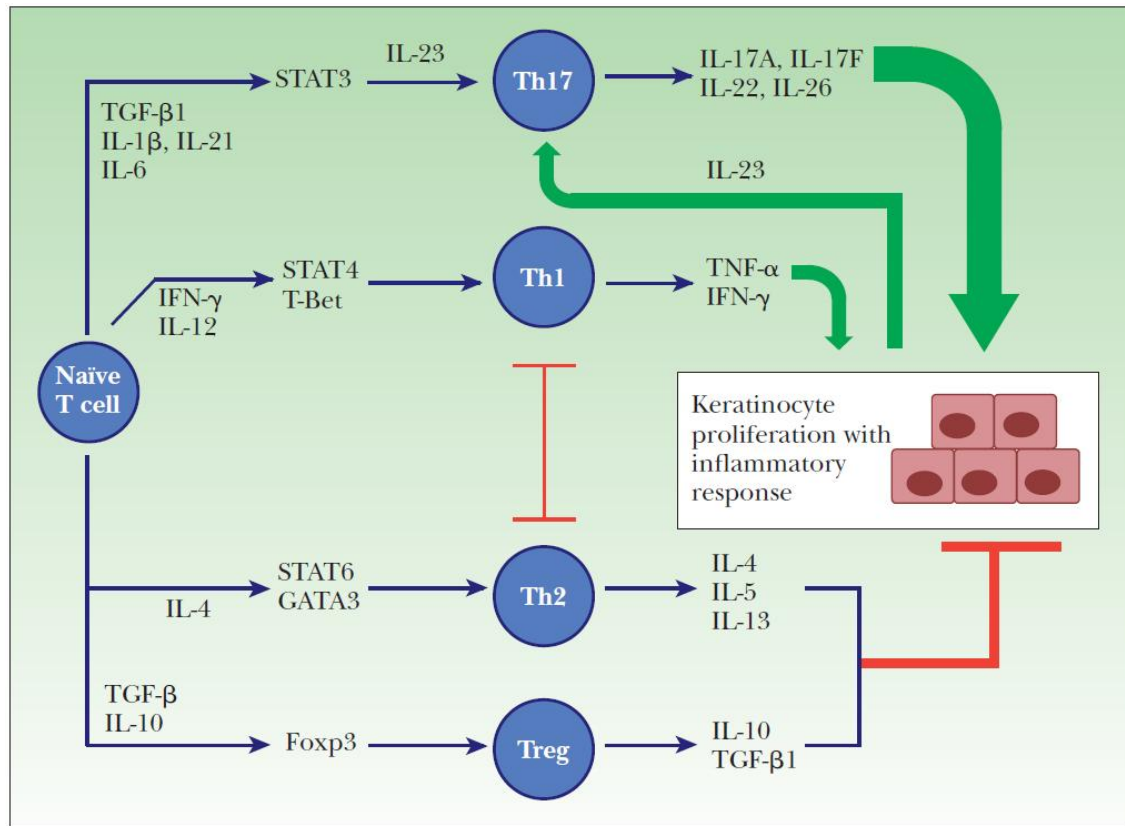 IL-23
STAT3
Th17
IL-17A, IL-17F
IL-22, IL-26
TGF-β1
IL-1β, IL-21
IL-6
IL-23
IFN-γ
IL-12
STAT4
T-Bet
Th1
TNF-α
IFN-γ
Naïve
T cell
Keratinocyte
proliferation with
inflammatory
response
IL-4
STAT6
GATA3
Th2
IL-4
IL-5
IL-13
TGF-β
IL-10
Foxp3
Treg
IL-10
TGF-β1